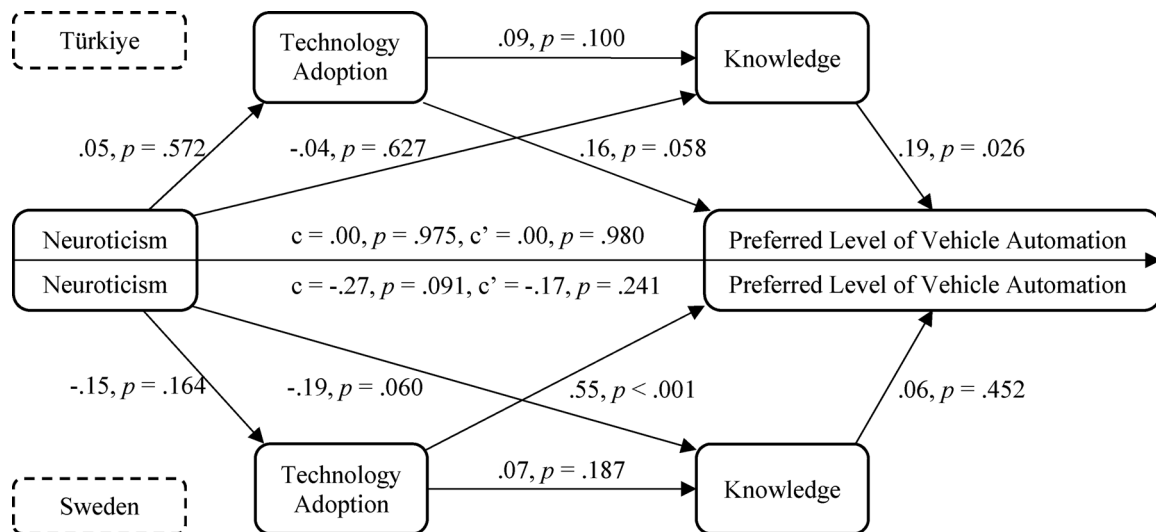 Türkiye
Technology
Adoption
.09, p = .100
Knowledge
.05, p = .572
-.04, p = .627
.16, p = .058
.19, p = .026
Neuroticism
c = .00, p = .975, c’ = .00, p = .980
Preferred Level of Vehicle Automation
Neuroticism
c = -.27, p = .091, c’ = -.17, p = .241
Preferred Level of Vehicle Automation
-.15, p = .164
-.19, p = .060
.55, p < .001
.06, p = .452
Technology
Adoption
.07, p = .187
Knowledge
Sweden